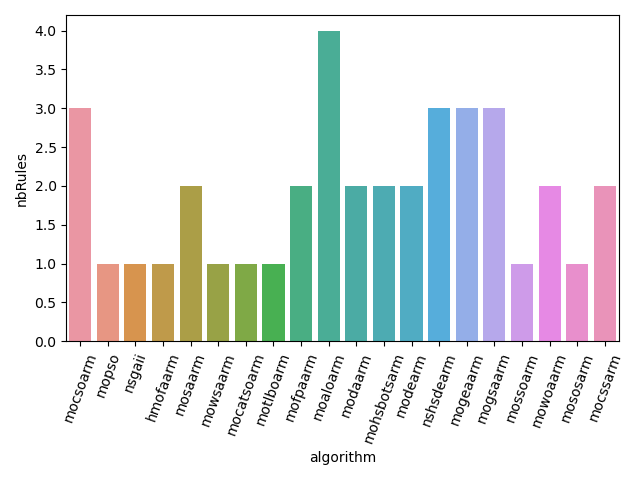 4.0
3.5
3.0
2.5
2.0
1.5
1.0
0.5
0.0
nbRules
mocsoarm
mopso
nsgaii
hmofaarm
mosaarm
mowsaarm
mocatsoarm
motlboarm
mofpaarm
moaloarm
modaarm
mohsbotsarm
modearm
nshsdearm
mogeaarm
mogsaarm
mossoarm
mowoaarm
mososarm
mocssarm
algorithm